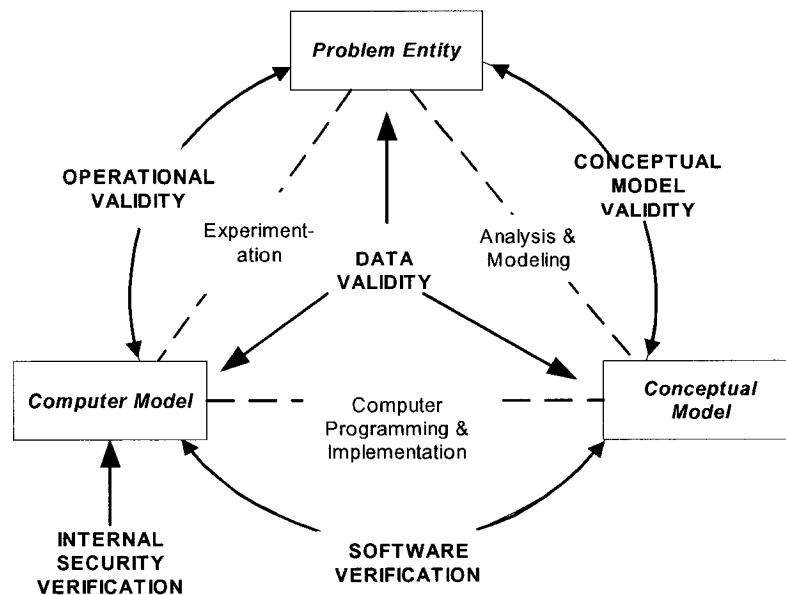 Problem Entity
OPERATIONAL
VALIDITY
CONCEPTUAL
MODEL
VALIDITY
Experiment-
ation
Analysis &
Modeling
DATA
VALIDITY
Computer Model
Conceptual
Model
Computer
Programming &
Implementation
INTERNAL
SECURITY
VERIFICATION
SOFTWARE
VERIFICATION